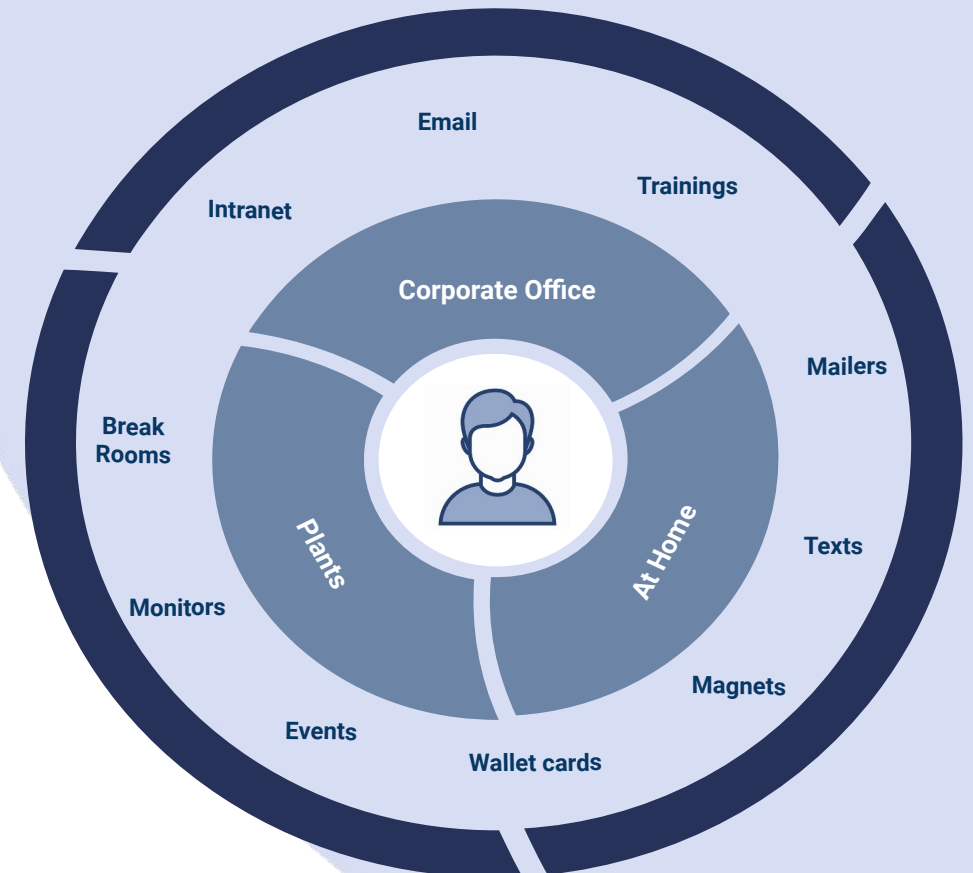 Email
Trainings
Intranet
Corporate Office
Mailers
Break
Rooms
Plants
At Home
Texts
Monitors
Magnets
Events
Wallet cards